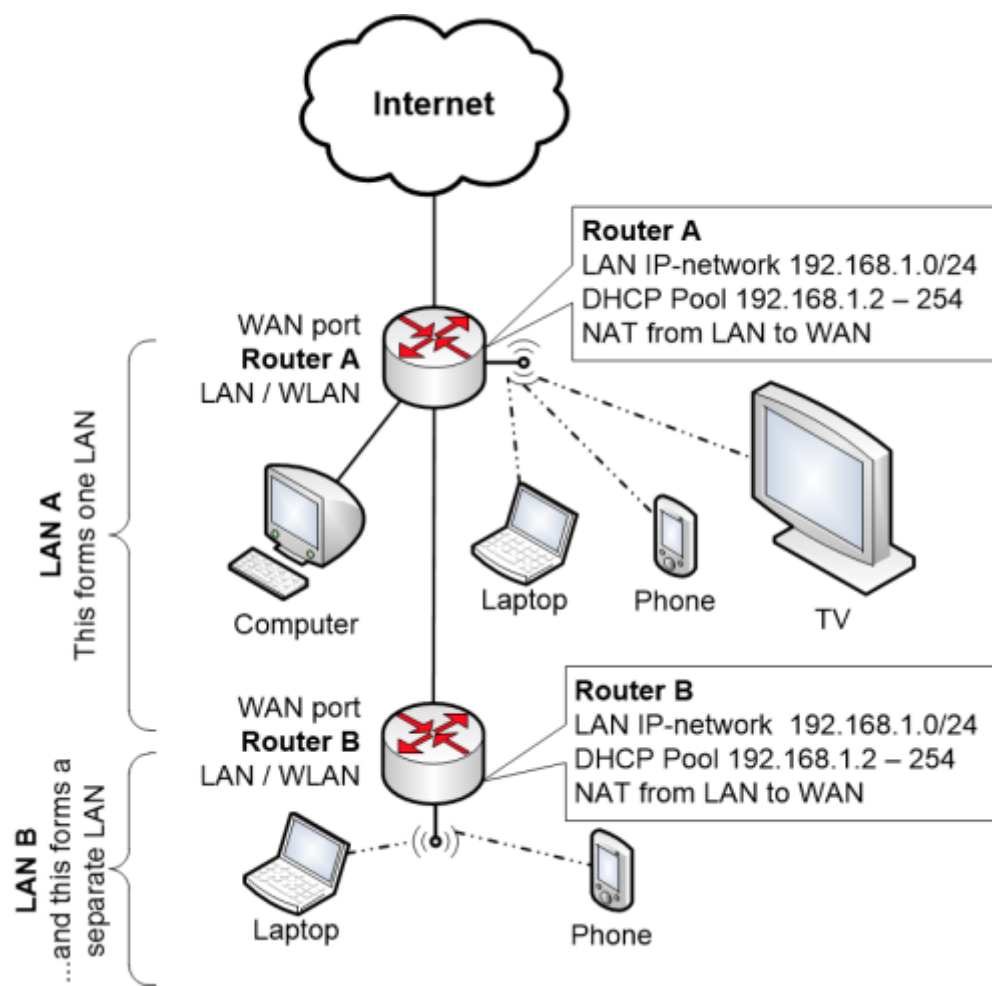 Internet
Router A
LAN IP-network 192.168.1.0/24
DHCP Pool 192.168.1.2 – 254
NAT from LAN to WAN
WAN port
Router A
LAN / WLAN
LAN A
This forms one LAN
Computer
Laptop
Phone
TV
WAN port
Router B
LAN / WLAN
Router B
LAN IP-network 192.168.1.0/24
DHCP Pool 192.168.1.2 – 254
NAT from LAN to WAN
LAN B
...and this forms a
separate LAN
Laptop
Phone